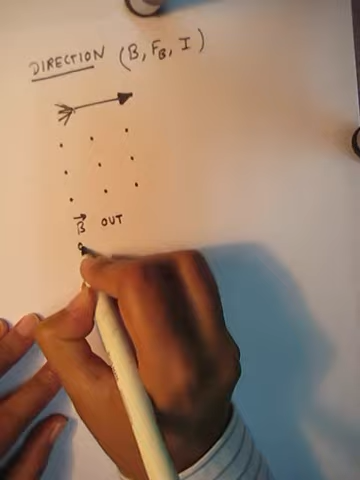 DIRECTION (B, F_B, I)
B⃗ OUT